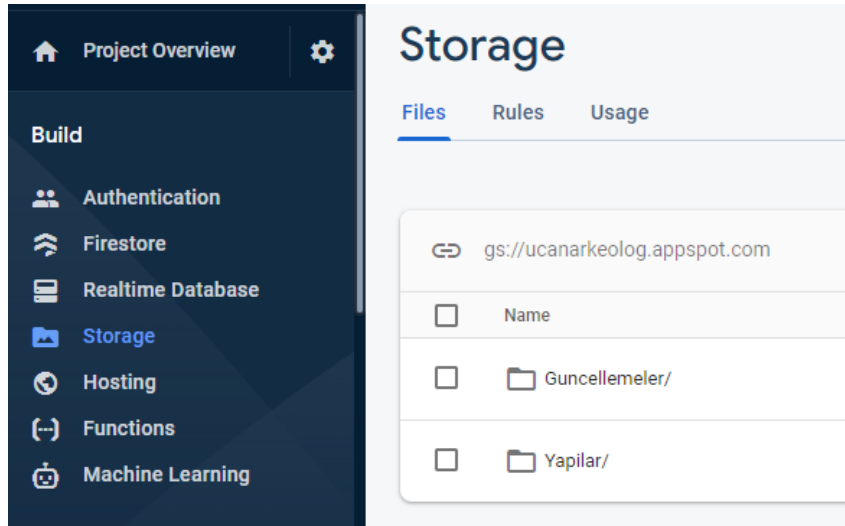 Project Overview
Build
Authentication
Firestore
Realtime Database
Storage
Hosting
Functions
Machine Learning
Storage
Files Rules Usage
gs://ucanarkeolog.appspot.com
Name
Guncellemeler/
Yapilar/